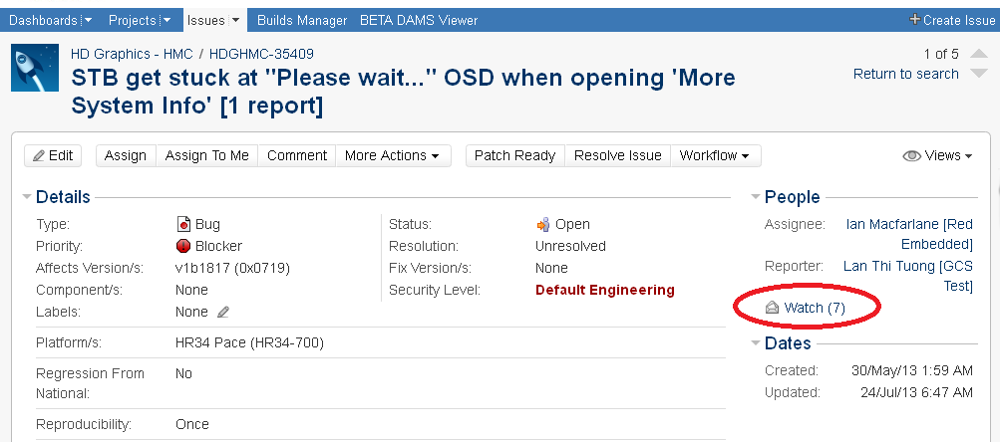 Dashboards Projects Issues Builds Manager BETA DAMS Viewer Create Issue
HD Graphics - HMC / HDGHMC-35409
1 of 5
STB get stuck at "Please wait..." OSD when opening 'More
System Info' [1 report]
Return to search
Edit Assign Assign To Me Comment More Actions Patch Ready Resolve Issue Workflow Views
Details
Type: Bug
Priority: Blocker
Affects Version/s: v1b1817 (0x0719)
Component/s: None
Labels: None
Status: Open
Resolution: Unresolved
Fix Version/s: None
Security Level: Default Engineering
Platform/s: HR34 Pace (HR34-700)
Regression From No
National:
Reproducibility: Once
People
Assignee: Ian Macfarlane [Red
Embedded]
Reporter: Lan Thi Tuong [GCS
Test]
Watch (7)
Dates
Created: 30/May/13 1:59 AM
Updated: 24/Jul/13 6:47 AM